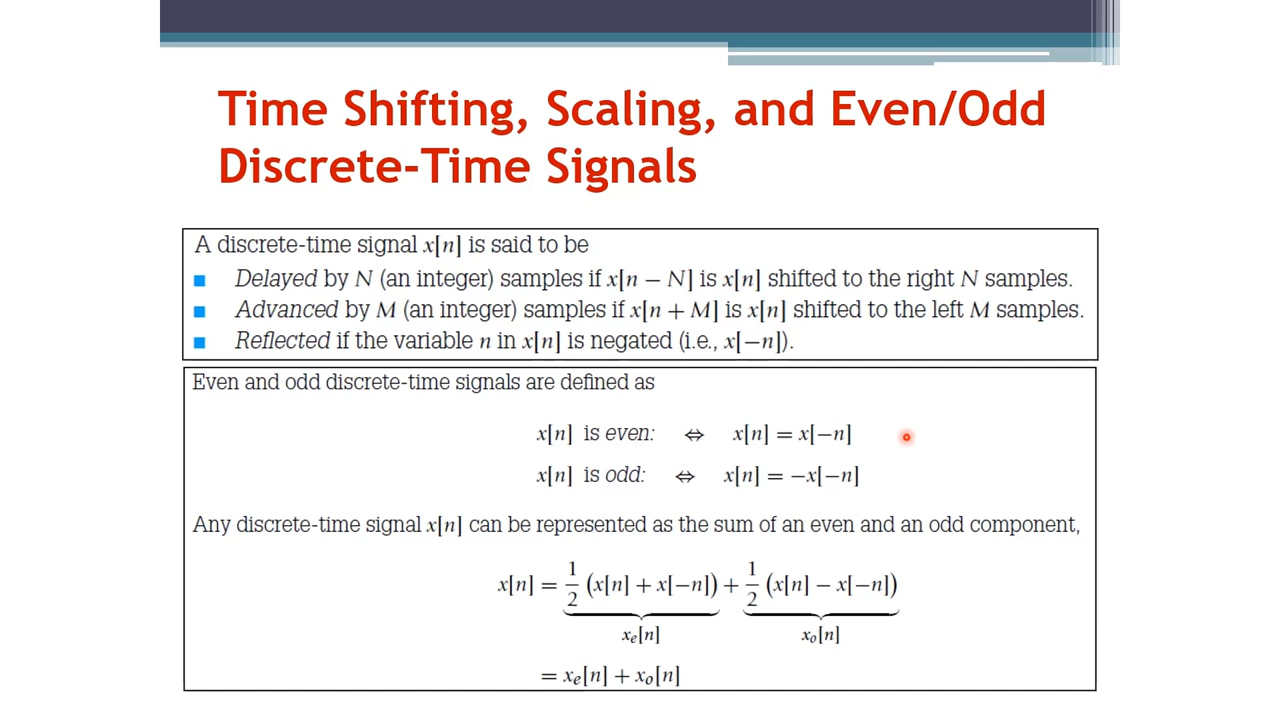 Time Shifting, Scaling, and Even/Odd
Discrete-Time Signals
A discrete-time signal x[n] is said to be
■ Delayed by N (an integer) samples if x[n − N] is x[n] shifted to the right N samples.
■ Advanced by M (an integer) samples if x[n + M] is x[n] shifted to the left M samples.
■ Reflected if the variable n in x[n] is negated (i.e., x[−n]).
Even and odd discrete-time signals are defined as
x[n] is even: ⇔ x[n] = x[−n]
x[n] is odd: ⇔ x[n] = −x[−n]
Any discrete-time signal x[n] can be represented as the sum of an even and an odd component,
x[n] = 1/2 (x[n] + x[−n]) + 1/2 (x[n] − x[−n])
xₑ[n] xₒ[n]
= xₑ[n] + xₒ[n]